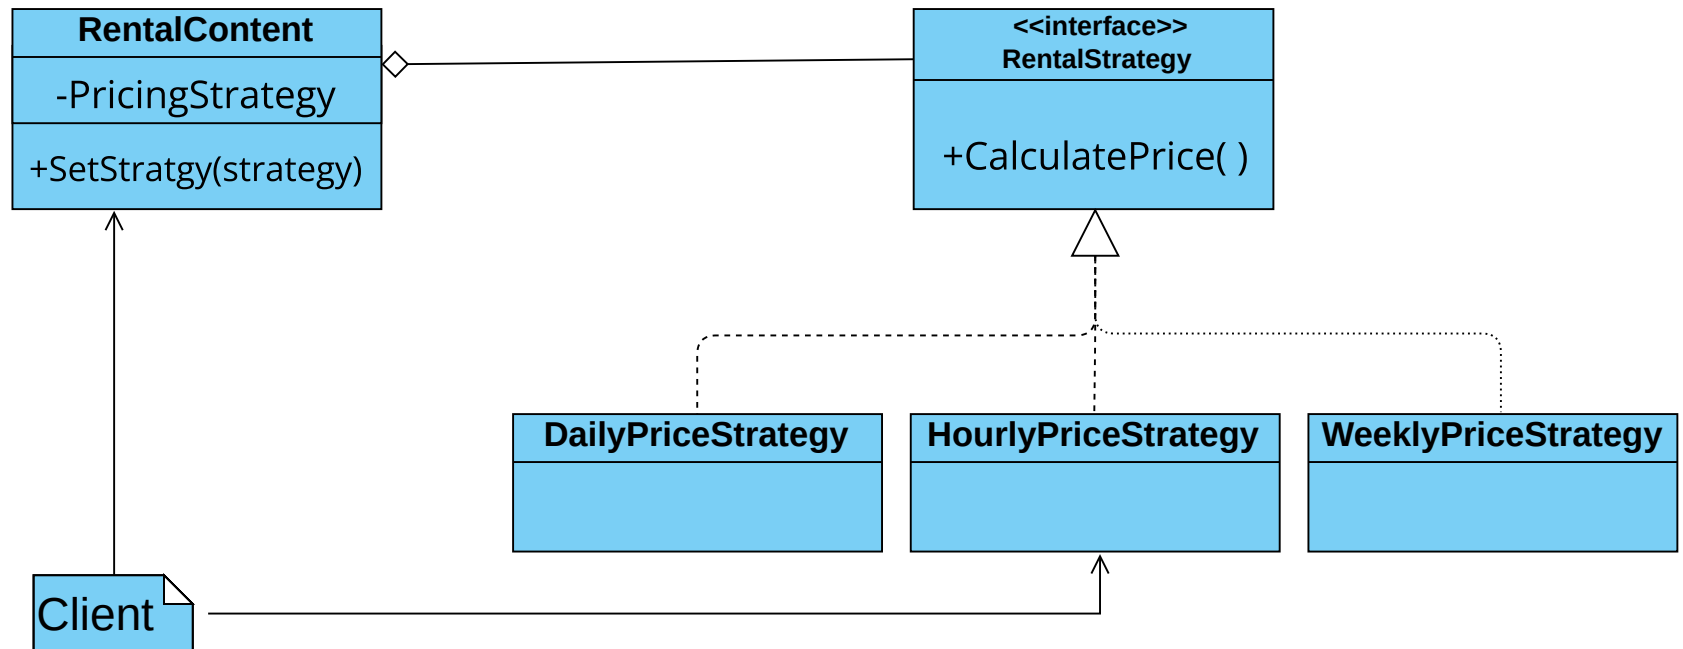 RentalContent
-PricingStrategy
+SetStratgy(strategy)
<<interface>>
RentalStrategy
+CalculatePrice( )
DailyPriceStrategy
HourlyPriceStrategy
WeeklyPriceStrategy
Client